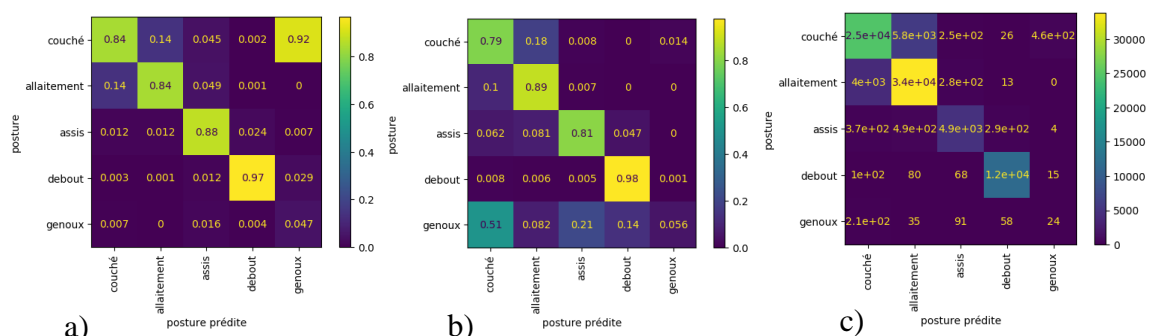 couché 0.84 0.14 0.045 0.002 0.92
allaitement 0.14 0.84 0.049 0.001 0
assis 0.012 0.012 0.88 0.024 0.007
debout 0.003 0.001 0.012 0.97 0.029
genoux 0.007 0 0.016 0.004 0.047
posture
couché allaitement assis debout genoux
posture prédite
0.8
0.6
0.4
0.2
0.0
a)
couché 0.79 0.18 0.008 0 0.014
allaitement 0.1 0.89 0.007 0 0
assis 0.062 0.081 0.81 0.047 0
debout 0.008 0.006 0.005 0.98 0.001
genoux 0.51 0.082 0.21 0.14 0.056
posture
couché allaitement assis debout genoux
posture prédite
0.8
0.6
0.4
0.2
0.0
b)
couché 2.5e+04 5.8e+03 2.5e+02 26 4.6e+02
allaitement 4e+03 3.4e+04 2.8e+02 13 0
assis 3.7e+02 4.9e+02 4.9e+03 2.9e+02 4
debout 1e+02 80 68 1.2e+04 15
genoux 2.1e+02 35 91 58 24
posture
couché allaitement assis debout genoux
posture prédite
30000
25000
20000
15000
10000
5000
0
c)